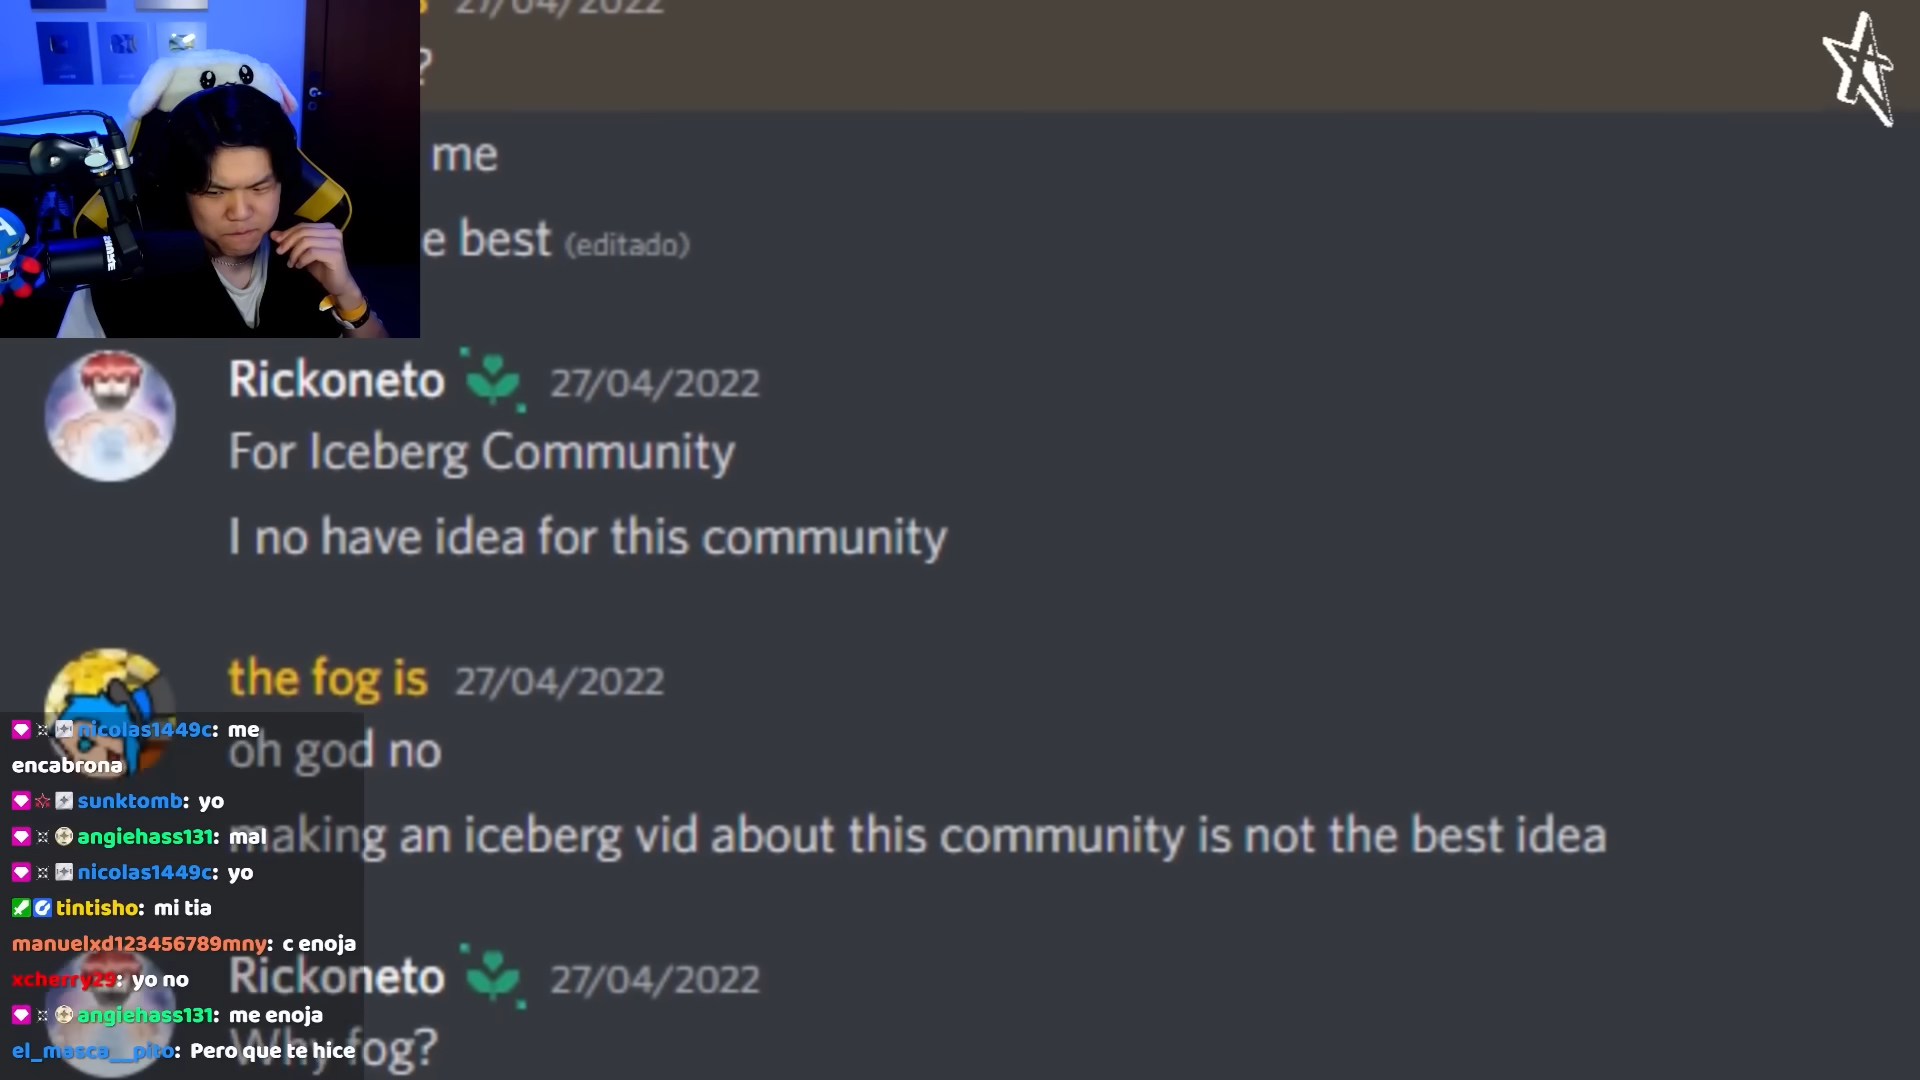 27/04/2022
?
me
e best (editado)
SHURE
Rickoneto 27/04/2022
For Iceberg Community
I no have idea for this community
the fog is 27/04/2022
oh god no
making an iceberg vid about this community is not the best idea
Rickoneto 27/04/2022
Why fog?
nicolas1449c: me
encabrona
sunktomb: yo
angiehass131: mal
nicolas1449c: yo
tintisho: mi tia
manuelxd123456789mny: c enoja
xcherry29: yo no
angiehass131: me enoja
el_masca__pito: Pero que te hice